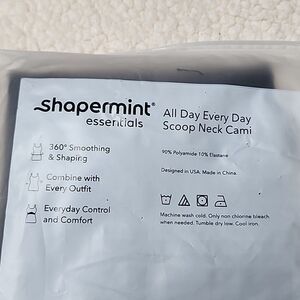 shapermint®
essentials
All Day Every Day
Scoop Neck Cami
360° Smoothing
& Shaping
Combine with
Every Outfit
Everyday Control
and Comfort
90% Polyamide 10% Elastane
Designed in USA. Made in China.
Machine wash cold. Only non chlorine bleach
when needed. Tumble dry low. Cool iron.